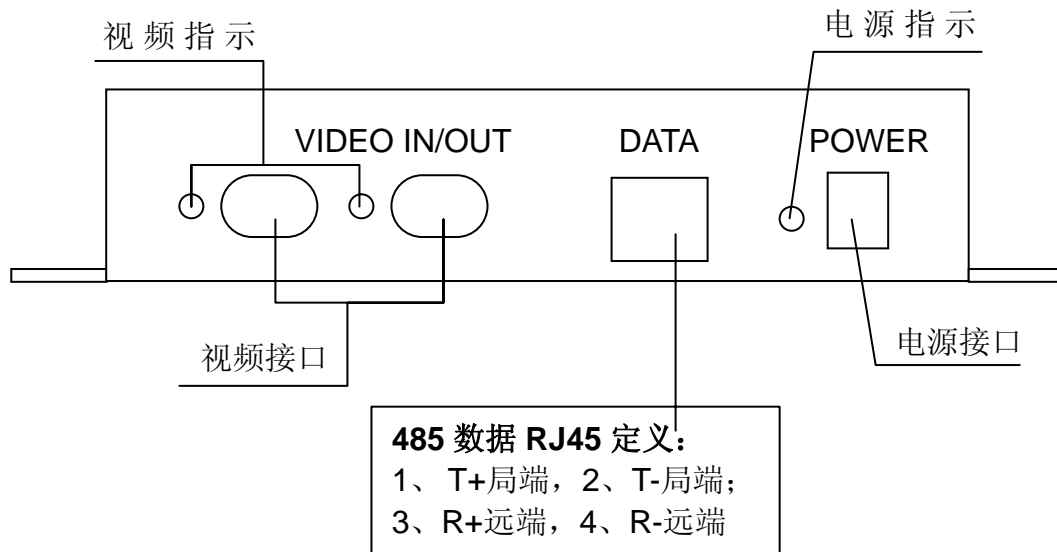 视频指示
电源指示
VIDEO IN/OUT
DATA
POWER
视频接口
电源接口
485 数据 RJ45 定义：
1、T+局端，2、T-局端；
3、R+远端，4、R-远端